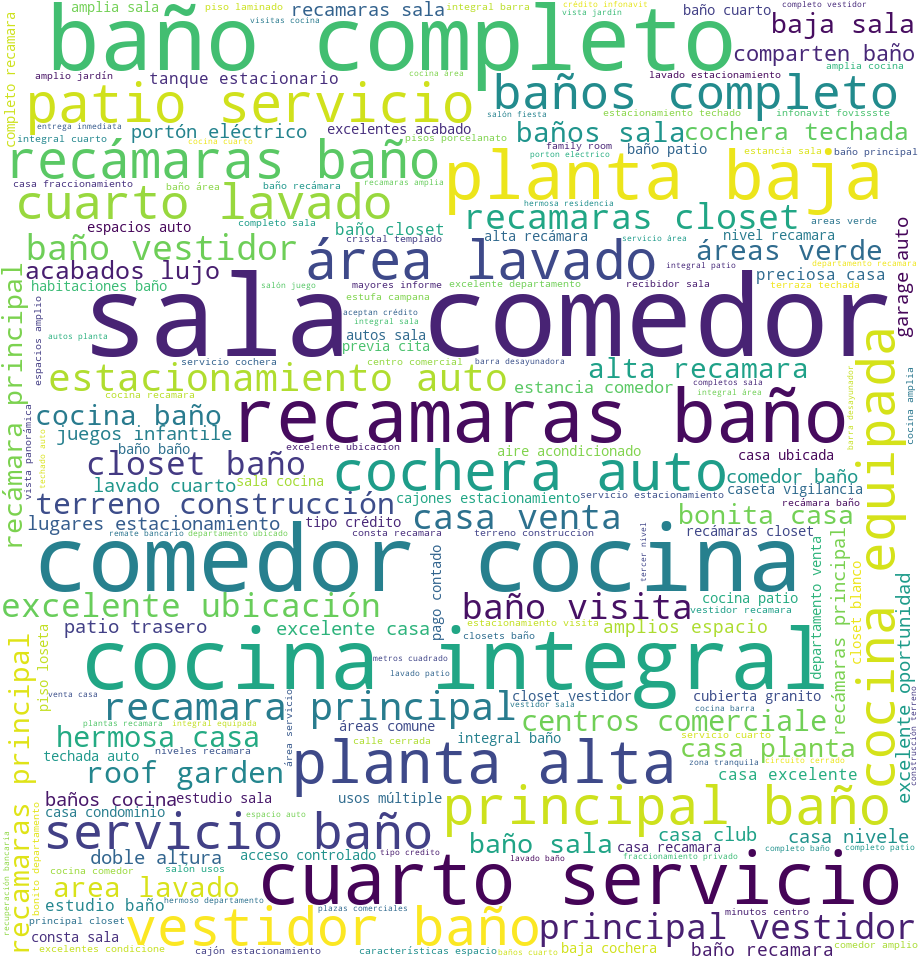 amplia sala
piso laminado
recamaras sala
integral barra
crédito infonavit
baño cuarto
completo vestidor
visitas cocina
vista jardín
baja sala
baño completo
comparten baño
completo recamara
amplio jardín
tanque estacionario
cocina área
lavado estacionamiento
amplia cocina
patio servicio
baños completo
salón fiesta
estacionamiento techado
infonavit fovissste
entrega inmediata
portón eléctrico
excelentes acabado
baños sala
cochera techada
integral cuarto
cocina cuarto
pisos porcelanato
family room
baño patio
estancia sala
baño principal
recámaras baño
planta baja
porton electrico
casa fraccionamiento
baño área
baño recámara
recamaras amplia
cuarto lavado
hermosa residencia
recamaras closet
areas verde
espacios auto
completo sala
baño closet
cristal templado
alta recámara
servicio área
nivel recamara
garage auto
baño vestidor
área lavado
áreas verde
acabados lujo
integral patio
departamento recamara
preciosa casa
habitaciones baño
salón juego
mayores informe
excelente departamento
recibidor sala
terraza techada
estufa campana
sala comedor
recámara principal
espacios amplio
aceptan crédito
integral sala
autos planta
autos sala
previa cita
servicio cochera
centro comercial
barra desayunadora
alta recamara
estacionamiento auto
completos sala
estancia comedor
integral área
cocina recamara
barra desayunador
cocina amplia
cocina equipada
cocina baño
recamaras baño
vista panorámica
juegos infantile
techado auto
baño baño
excelente ubicacion
aire acondicionado
casa ubicada
closet baño
cochera auto
comedor baño
lavado cuarto
sala cocina
servicio estacionamiento
caseta vigilancia
terreno construcción
cajones estacionamiento
recámara baño
casa venta
bonita casa
lugares estacionamiento
tipo crédito
remate bancario
departamento ubicado
consta recamara
terreno construccion
tercer nivel
recámaras closet
comedor cocina
pago contado
departamento venta
recámaras principal
closet blanco
excelente oportunidad
construcción terreno
excelente ubicación
baño visita
cocina patio
vestidor recamara
patio trasero
excelente casa
estacionamiento visita
amplios espacio
piso loseta
closets baño
metros cuadrado
lavado patio
cocina integral
venta casa
recamara principal
closet vestidor
vestidor sala
cubierta granito
cocina barra
plantas recamara
integral equipada
área servicio
áreas comune
centros comerciale
hermosa casa
calle cerrada
integral baño
servicio cuarto
casa planta
techada auto
niveles recamara
zona tranquila
circuito cerrado
roof garden
planta alta
casa excelente
recamaras principal
baños cocina
estudio sala
usos múltiple
principal baño
casa condominio
espacio auto
servicio baño
baño sala
casa club
casa nivele
casa recamara
doble altura
acceso controlado
tipo credito
lavado baño
fraccionamiento privado
completo baño
completo patio
recuperación bancaria
bonito departamento
cocina comedor
salón usos
area lavado
cuarto servicio
estudio baño
hermoso departamento
plazas comerciales
minutos centro
principal closet
vestidor baño
principal vestidor
consta sala
excelentes condicione
cajón estacionamiento
características espacio
baños cuarto
baja cochera
baño recamara
comedor amplio